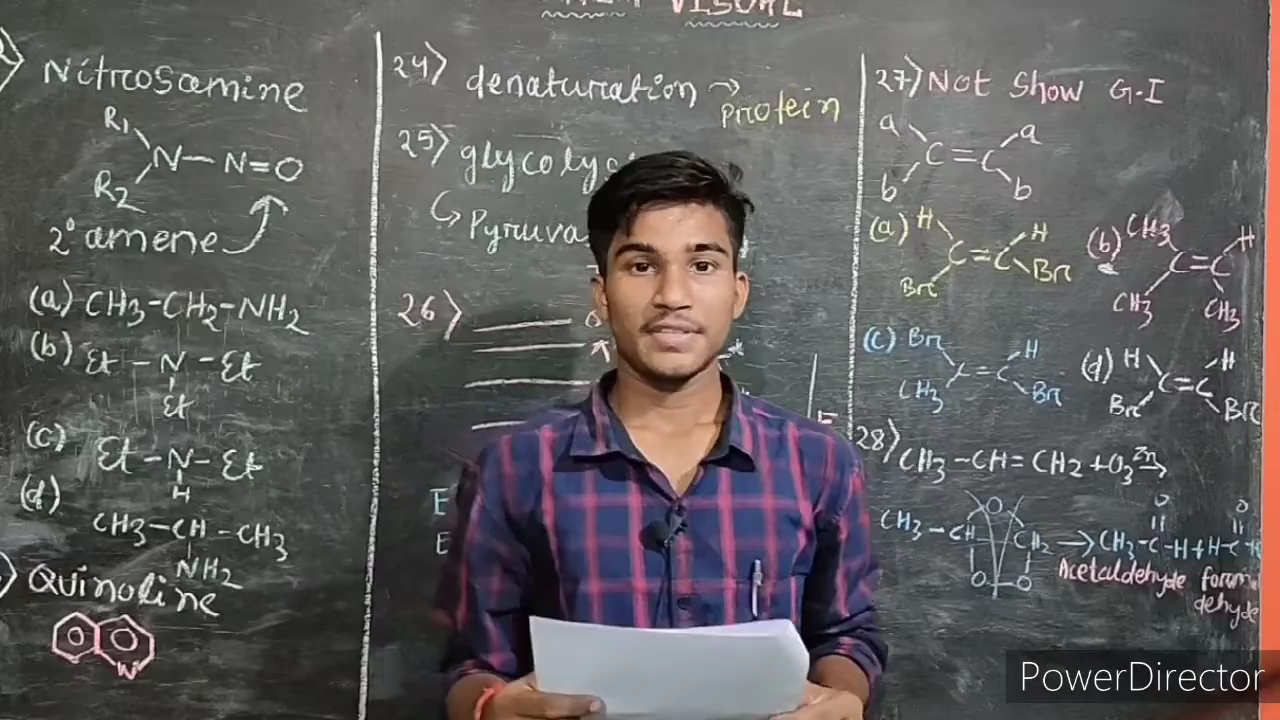 VISUAL
Nitrosamine
R1
N-N=O
R2
2° amene
(a) CH3-CH2-NH2
(b) Et-N-Et
Et
(c) Et-N-Et
H
(d)
CH3-CH-CH3
NH2
Quinoline
O O
N
24) denaturation → Protein
25) glycolys
↳ Pyruva
26)
E
E
27) Not Show G-I
a a
C=C
b b
(a) H H
C=C
Br Br
(b) CH3 H
C=C
CH3 CH3
(c) Br H
C=C
CH3 Br
(d) H H
C=C
Br Br
28) CH3-CH=CH2+O3 Zn→
O O O
CH3-CH CH2 → CH3-C-H+H-C
O-O
Acetaldehyde formal
dehyde
PowerDirector